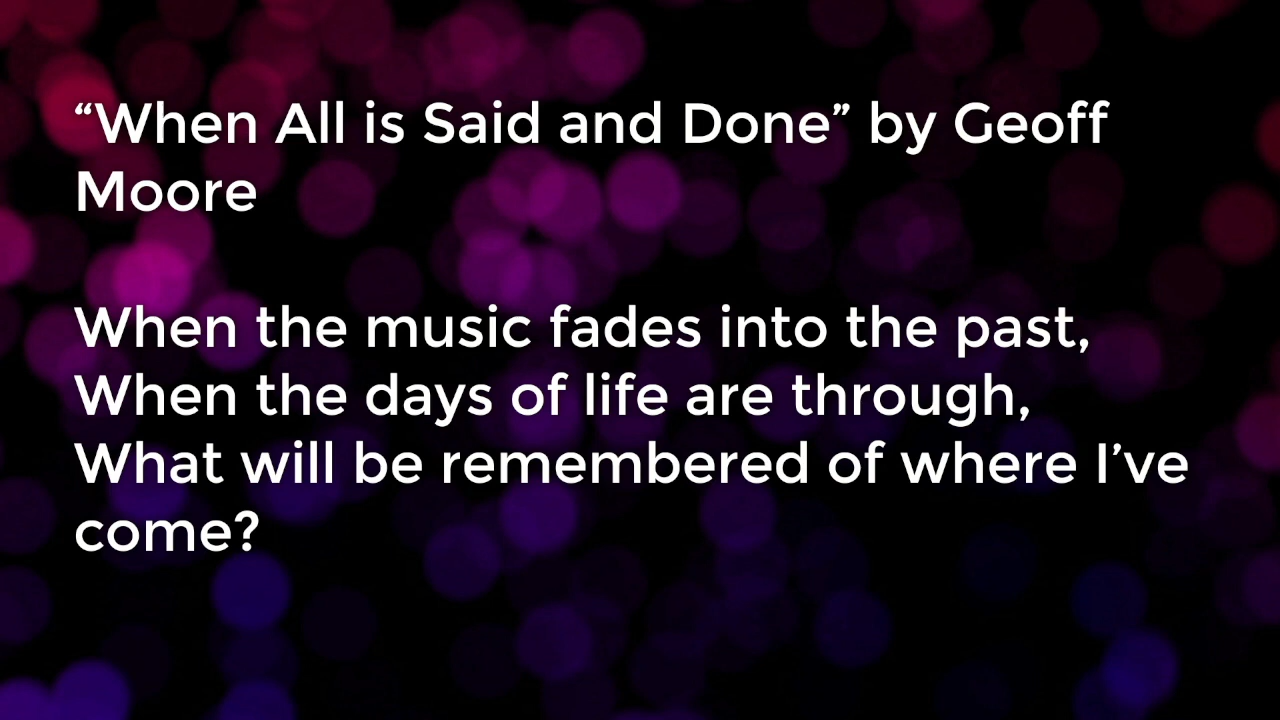 “When All is Said and Done” by Geoff
Moore
When the music fades into the past,
When the days of life are through,
What will be remembered of where I’ve
come?